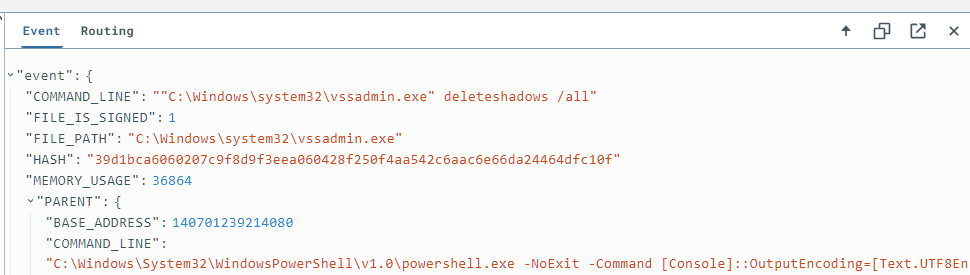 Event Routing
"event": {
"COMMAND_LINE": ""C:\Windows\system32\vssadmin.exe" deleteshadows /all"
"FILE_IS_SIGNED": 1
"FILE_PATH": "C:\Windows\system32\vssadmin.exe"
"HASH": "39d1bca6060207c9f8d9f3eea060428f250f4aa542c6aac6e66da24464dfc10f"
"MEMORY_USAGE": 36864
"PARENT": {
"BASE_ADDRESS": 140701239214080
"COMMAND_LINE":
"C:\Windows\System32\WindowsPowerShell\v1.0\powershell.exe -NoExit -Command [Console]::OutputEncoding=[Text.UTF8En